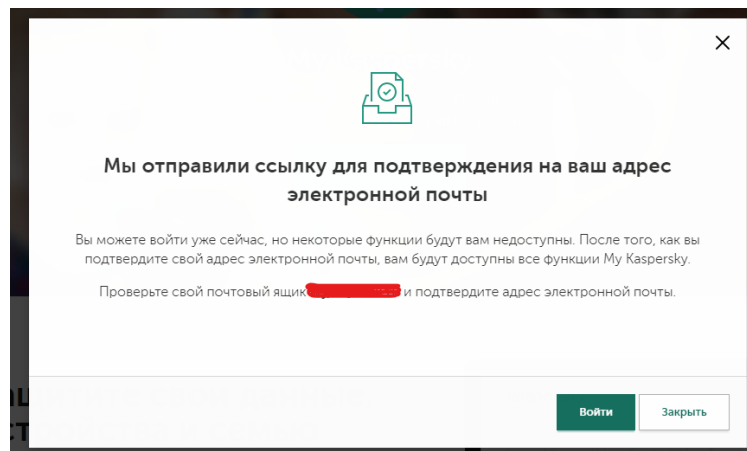 Мы отправили ссылку для подтверждения на ваш адрес
электронной почты
Вы можете войти уже сейчас, но некоторые функции будут вам недоступны. После того, как вы
подтвердите свой адрес электронной почты, вам будут доступны все функции My Kaspersky.
Проверьте свой почтовый ящик и подтвердите адрес электронной почты.
Войти
Закрыть